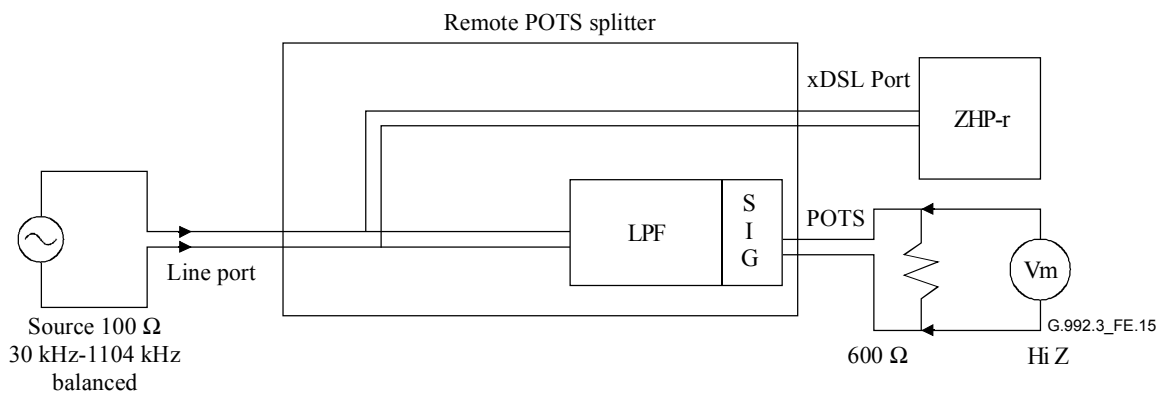 Remote POTS splitter
xDSL Port
ZHP-r
LPF
S
I
G
POTS
Vm
Line port
Source 100 Ω
30 kHz-1104 kHz
balanced
600 Ω
Hi Z
G.992.3_FE.15